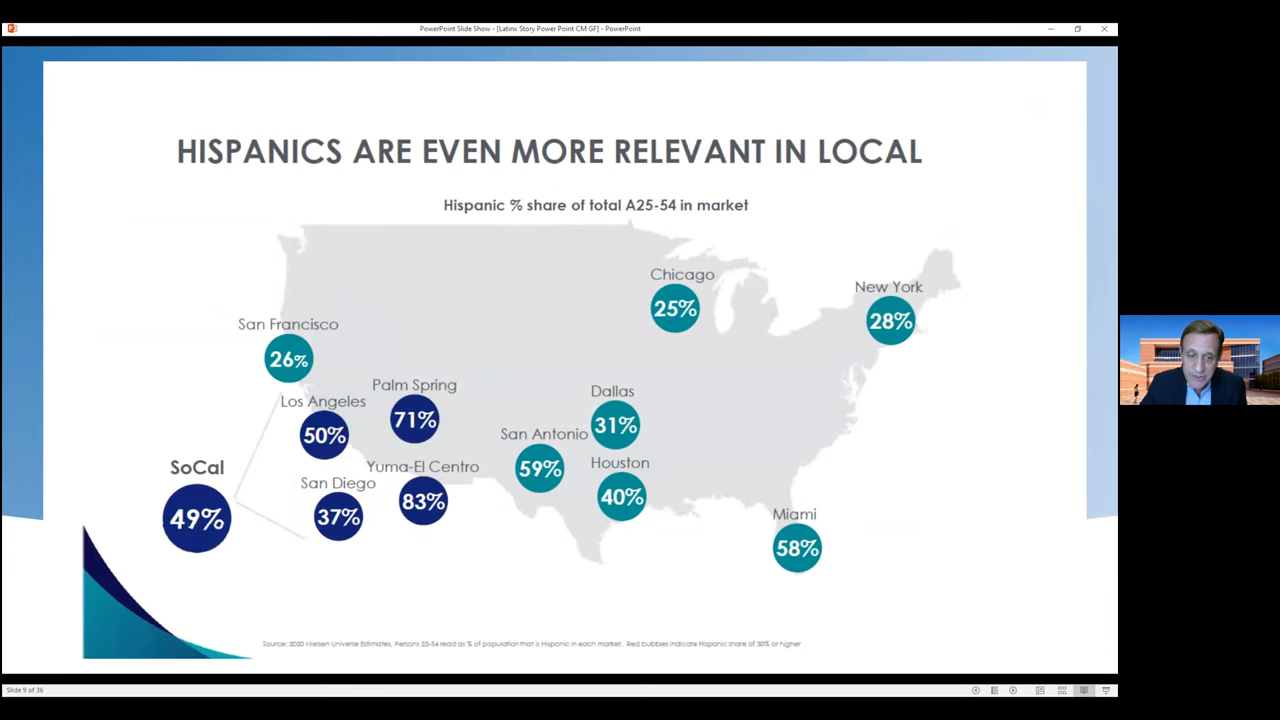 PowerPoint Slide Show - [Latinx Story Power Point CM GF] - PowerPoint
HISPANICS ARE EVEN MORE RELEVANT IN LOCAL
Hispanic % share of total A25-54 in market
Chicago
25%
New York
28%
San Francisco
26%
Palm Spring
71%
Los Angeles
50%
Dallas
31%
San Antonio
59%
Houston
40%
SoCal
49%
San Diego
37%
Yuma-El Centro
83%
Miami
58%
Source: 2020 Nielsen Universe Estimates, Persons 25-54 read as % of population that is Hispanic in each market. Red bubbles indicate Hispanic share of 30% or higher
Slide 9 of 36